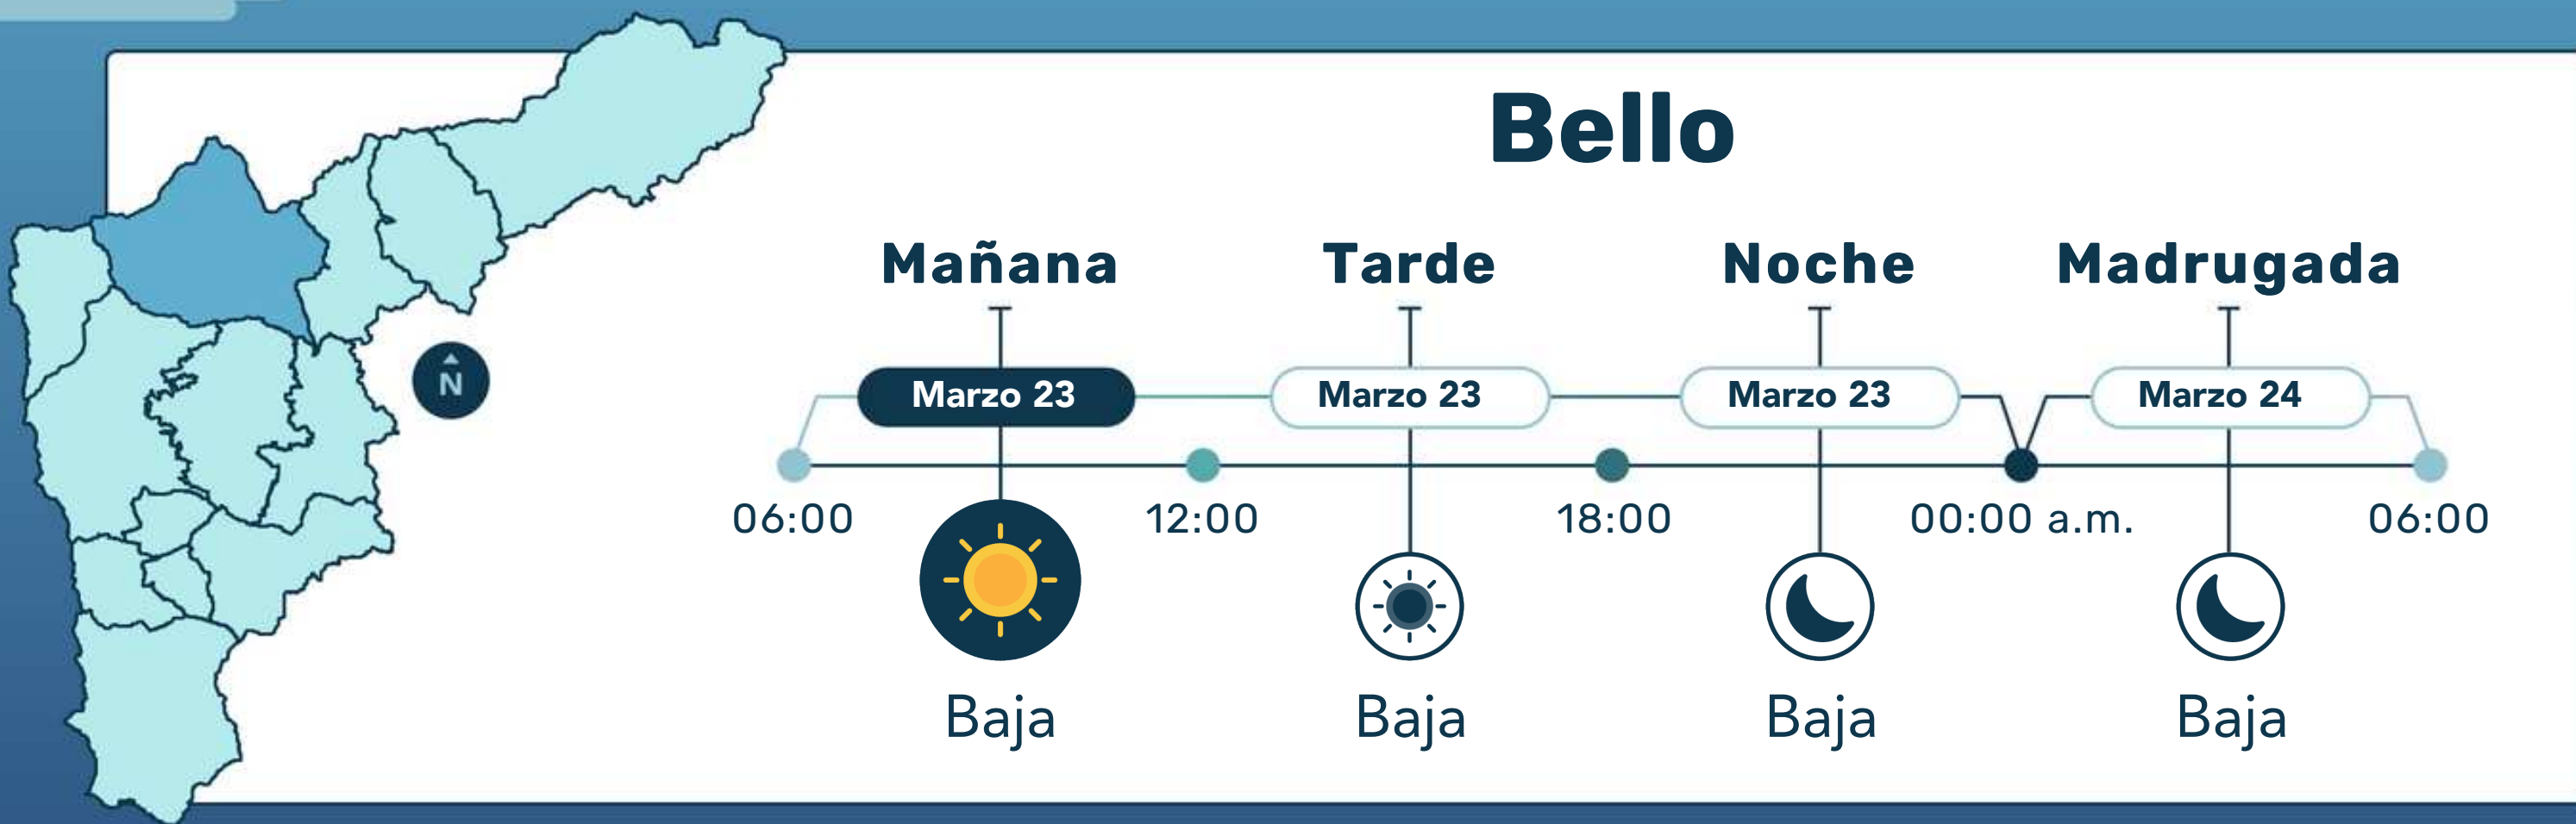 Bello
Mañana Tarde Noche Madrugada
N
Marzo 23 Marzo 23 Marzo 23 Marzo 24
06:00 12:00 18:00 00:00 a.m. 06:00
Baja Baja Baja Baja